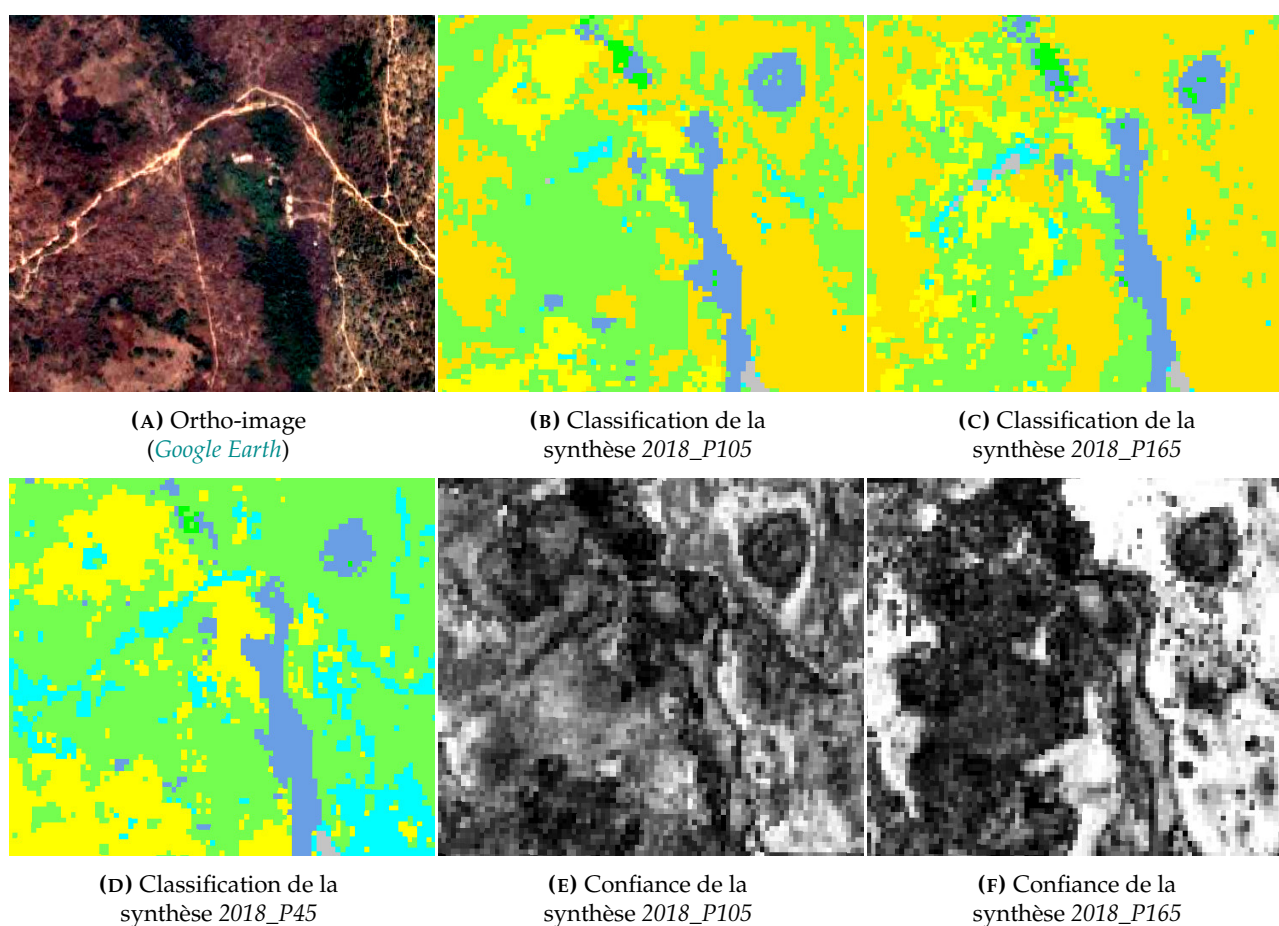 (A) Ortho-image
(Google Earth)
(B) Classification de la
synthèse 2018_P105
(C) Classification de la
synthèse 2018_P165
(D) Classification de la
synthèse 2018_P45
(E) Confiance de la
synthèse 2018_P105
(F) Confiance de la
synthèse 2018_P165